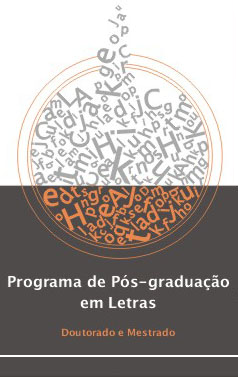 Programa de Pós-graduação
em Letras
Doutorado e Mestrado